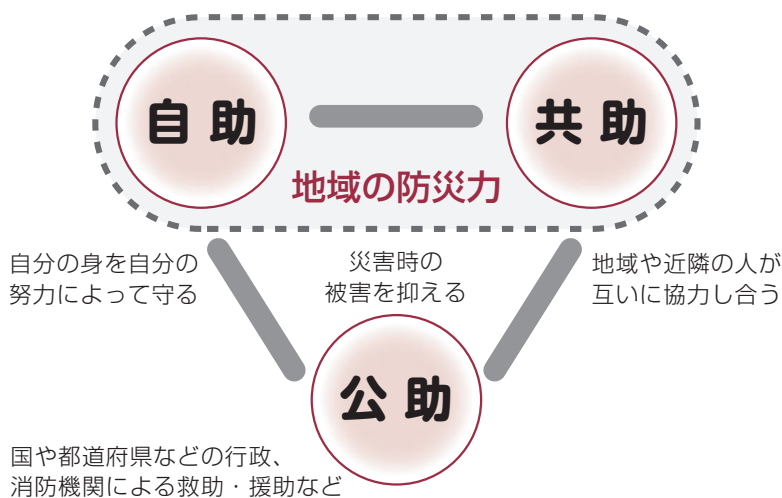 自助
共助
地域の防災力
自分の身を自分の
努力によって守る
災害時の
被害を抑える
地域や近隣の人が
互いに協力し合う
公助
国や都道府県などの行政、
消防機関による救助・援助など